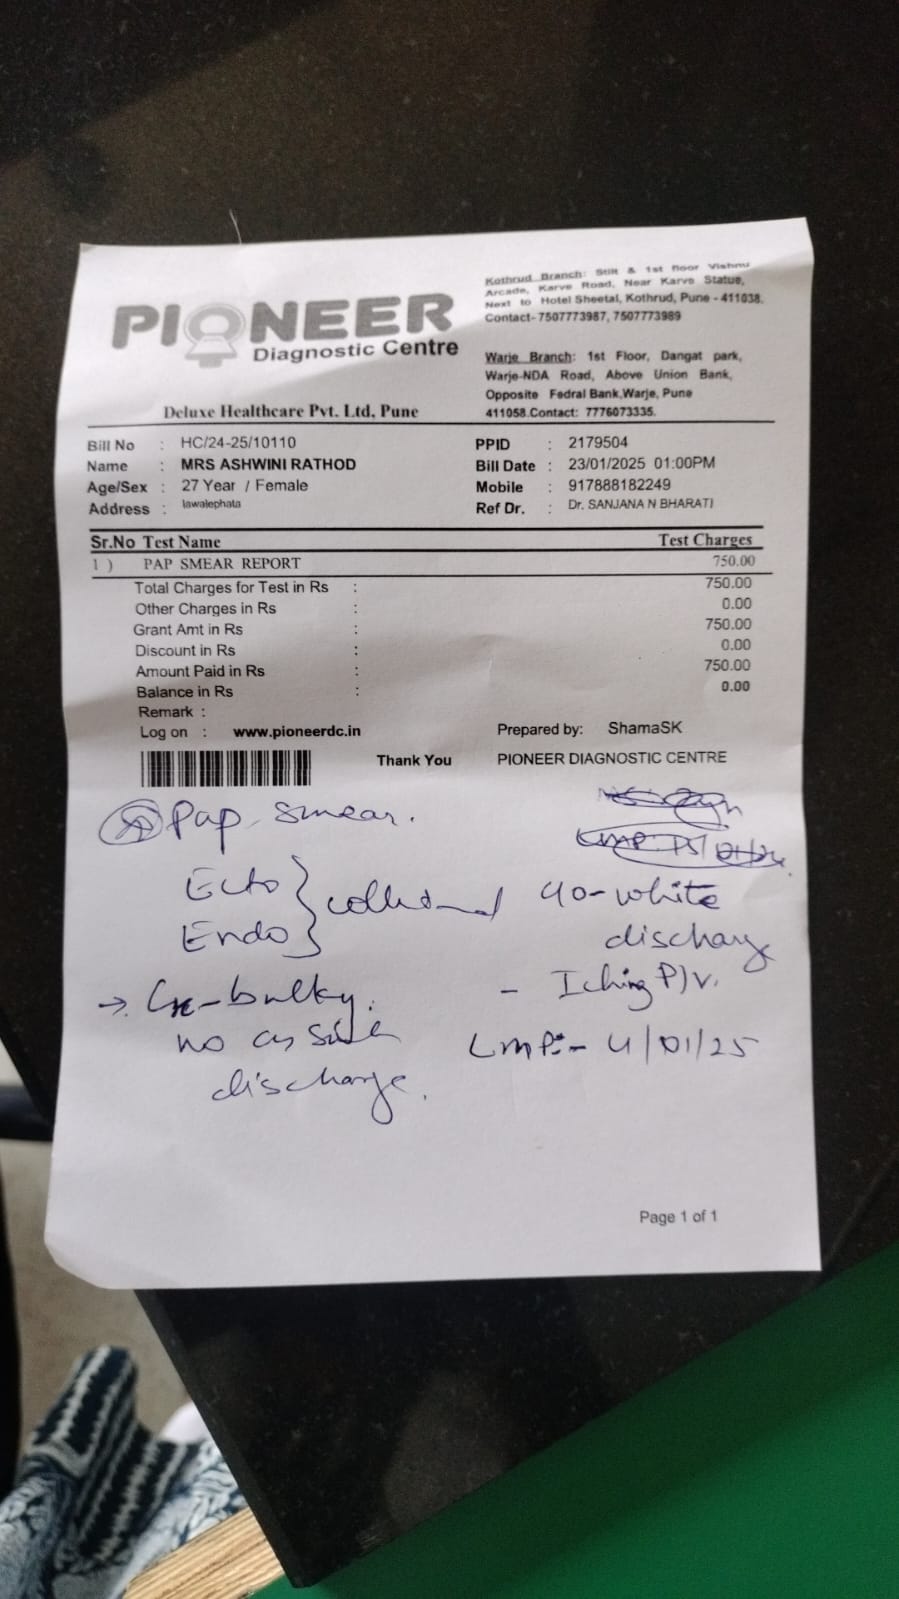 PIONEER
Diagnostic Centre
Deluxe Healthcare Pvt. Ltd, Pune
Kothrud Branch: Stilt & 1st floor Vishnu
Arcade, Karve Road, Near Karve Statue,
Next to Hotel Sheetal, Kothrud, Pune - 411038.
Contact- 7507773987, 7507773989
Warje Branch: 1st Floor, Dangat park,
Warje-NDA Road, Above Union Bank,
Opposite Fedral Bank,Warje, Pune
411058.Contact: 7776073335.
Bill No : HC/24-25/10110 PPID : 2179504
Name : MRS ASHWINI RATHOD Bill Date : 23/01/2025 01:00PM
Age/Sex : 27 Year / Female Mobile : 917888182249
Address : lawalephata Ref Dr. : Dr. SANJANA N BHARATI
Sr.No Test Name Test Charges
1 ) PAP SMEAR REPORT 750.00
Total Charges for Test in Rs : 750.00
Other Charges in Rs : 0.00
Grant Amt in Rs : 750.00
Discount in Rs : 0.00
Amount Paid in Rs : 750.00
Balance in Rs : 0.00
Remark :
Log on : www.pioneerdc.in Prepared by: ShamaSK
Thank You PIONEER DIAGNOSTIC CENTRE
Pap smear.
Ecto
Endo
} collected
→ Cx-bulky.
no
discharge.
white
discharge
- Iching P/v.
LMP:- 4/01/25
Page 1 of 1